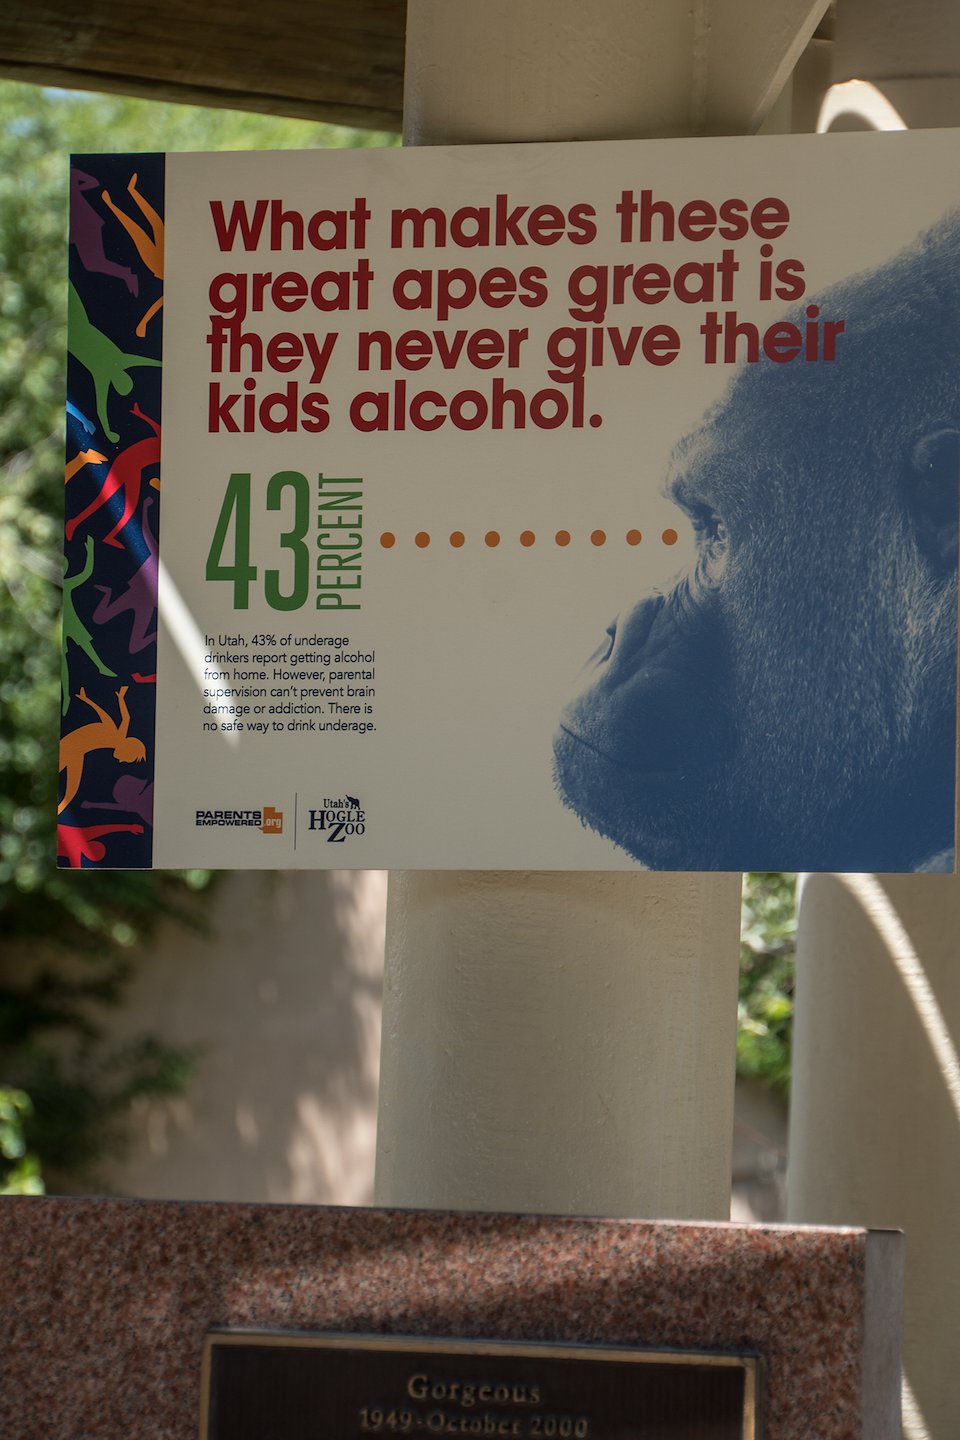 What makes these
great apes great is
they never give their
kids alcohol.
43
PERCENT
In Utah, 43% of underage
drinkers report getting alcohol
from home. However, parental
supervision can't prevent brain
damage or addiction. There is
no safe way to drink underage.
PARENTS
EMPOWERED.org
Utah's
HOGLE
ZOO
Gorgeous
1949-October 2000